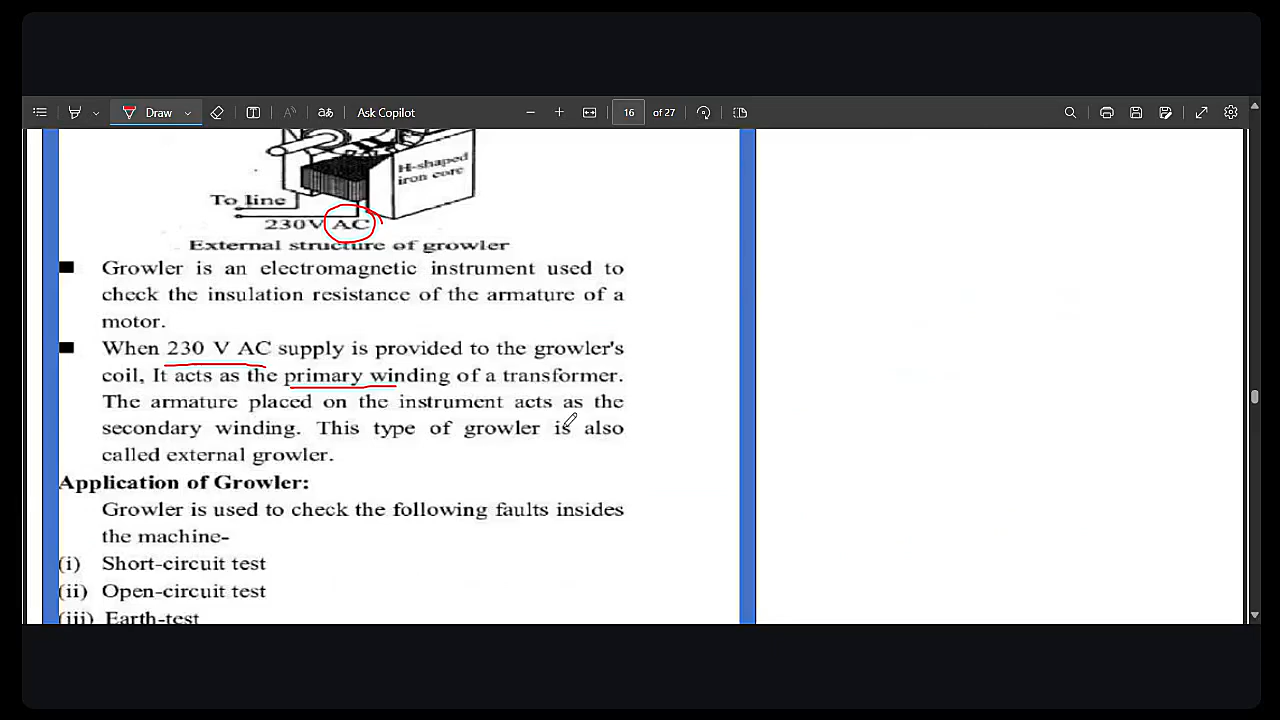 Draw
Ask Copilot
16 of 27
H-shaped
iron core
To line
230V AC
External structure of growler
■ Growler is an electromagnetic instrument used to
check the insulation resistance of the armature of a
motor.
■ When 230 V AC supply is provided to the growler's
coil, It acts as the primary winding of a transformer.
The armature placed on the instrument acts as the
secondary winding. This type of growler is also
called external growler.
Application of Growler:
Growler is used to check the following faults insides
the machine-
(i) Short-circuit test
(ii) Open-circuit test
(iii) Earth-test